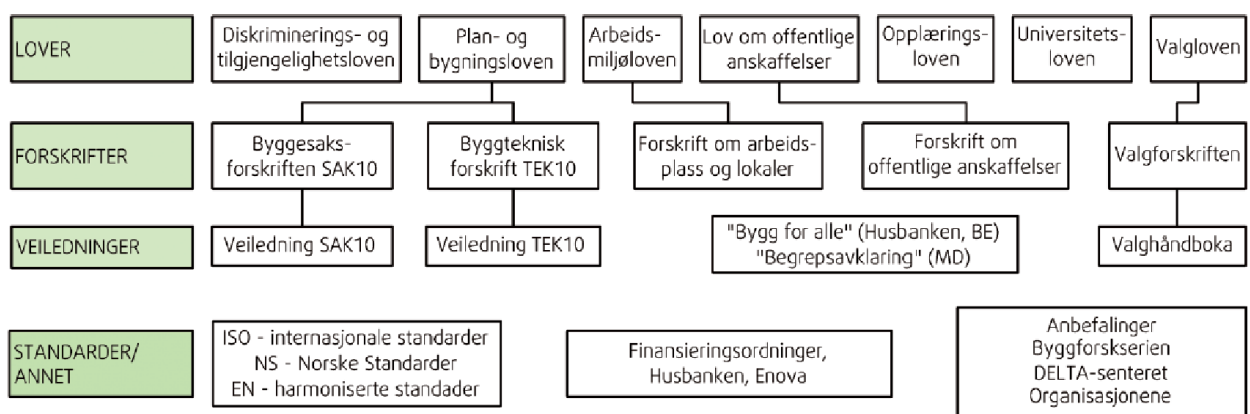 LOVER
Diskriminerings- og
tilgjengelighetsloven
Plan- og
bygningsloven
Arbeids-
miljøloven
Lov om offentlige
anskaffelser
Opplærings-
loven
Universitets-
loven
Valgloven
FORSKRIFTER
Byggesaks-
forskriften SAK10
Byggteknisk
forskrift TEK10
Forskrift om arbeids-
plass og lokaler
Forskrift om
offentlige anskaffelser
Valgforskriften
VEILEDNINGER
Veiledning SAK10
Veiledning TEK10
"Bygg for alle" (Husbanken, BE)
"Begrepsavklaring" (MD)
Valghåndboka
STANDARDER/
ANNET
ISO - internasjonale standarder
NS - Norske Standarder
EN - harmoniserte standader
Finansieringsordninger,
Husbanken, Enova
Anbefalinger
Byggforskserien
DELTA-senteret
Organisasjonene